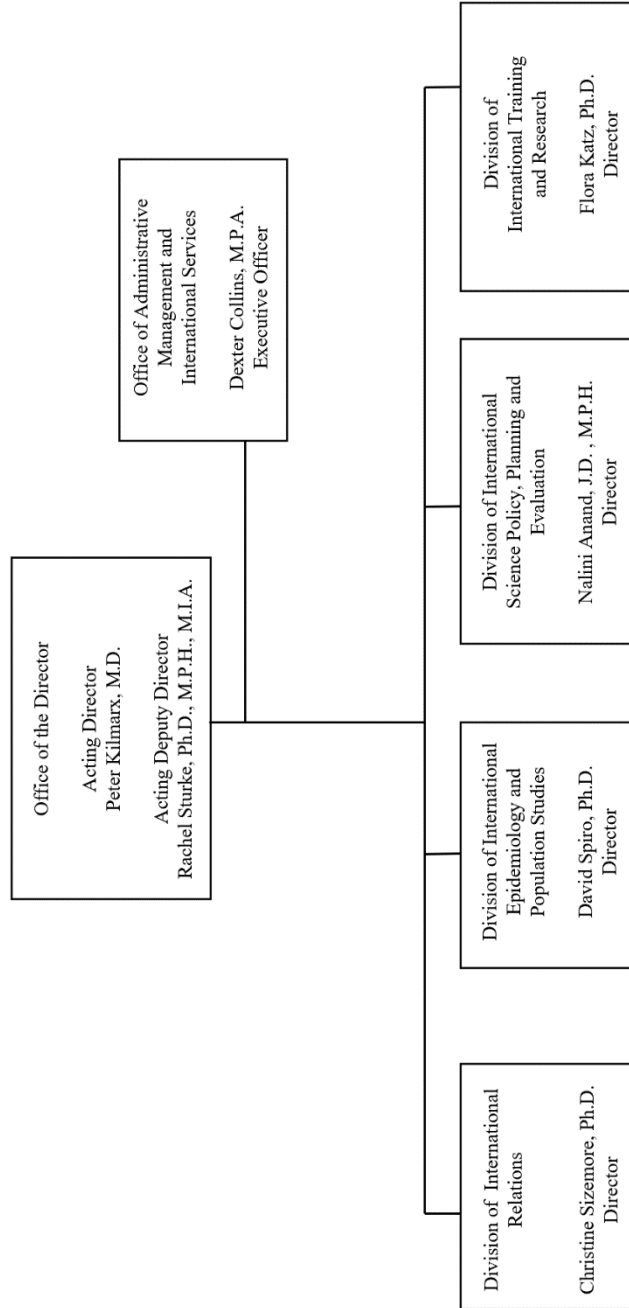 Office of the Director
Acting Director
Peter Kilmarx, M.D.
Acting Deputy Director
Rachel Sturke, Ph.D., M.P.H., M.I.A.
Office of Administrative
Management and
International Services
Dexter Collins, M.P.A.
Executive Officer
Division of International
Relations
Christine Sizemore, Ph.D.
Director
Division of International
Epidemiology and
Population Studies
David Spiro, Ph.D.
Director
Division of International
Science Policy, Planning and
Evaluation
Nalini Anand, J.D. , M.P.H.
Director
Division of
International Training
and Research
Flora Katz, Ph.D.
Director